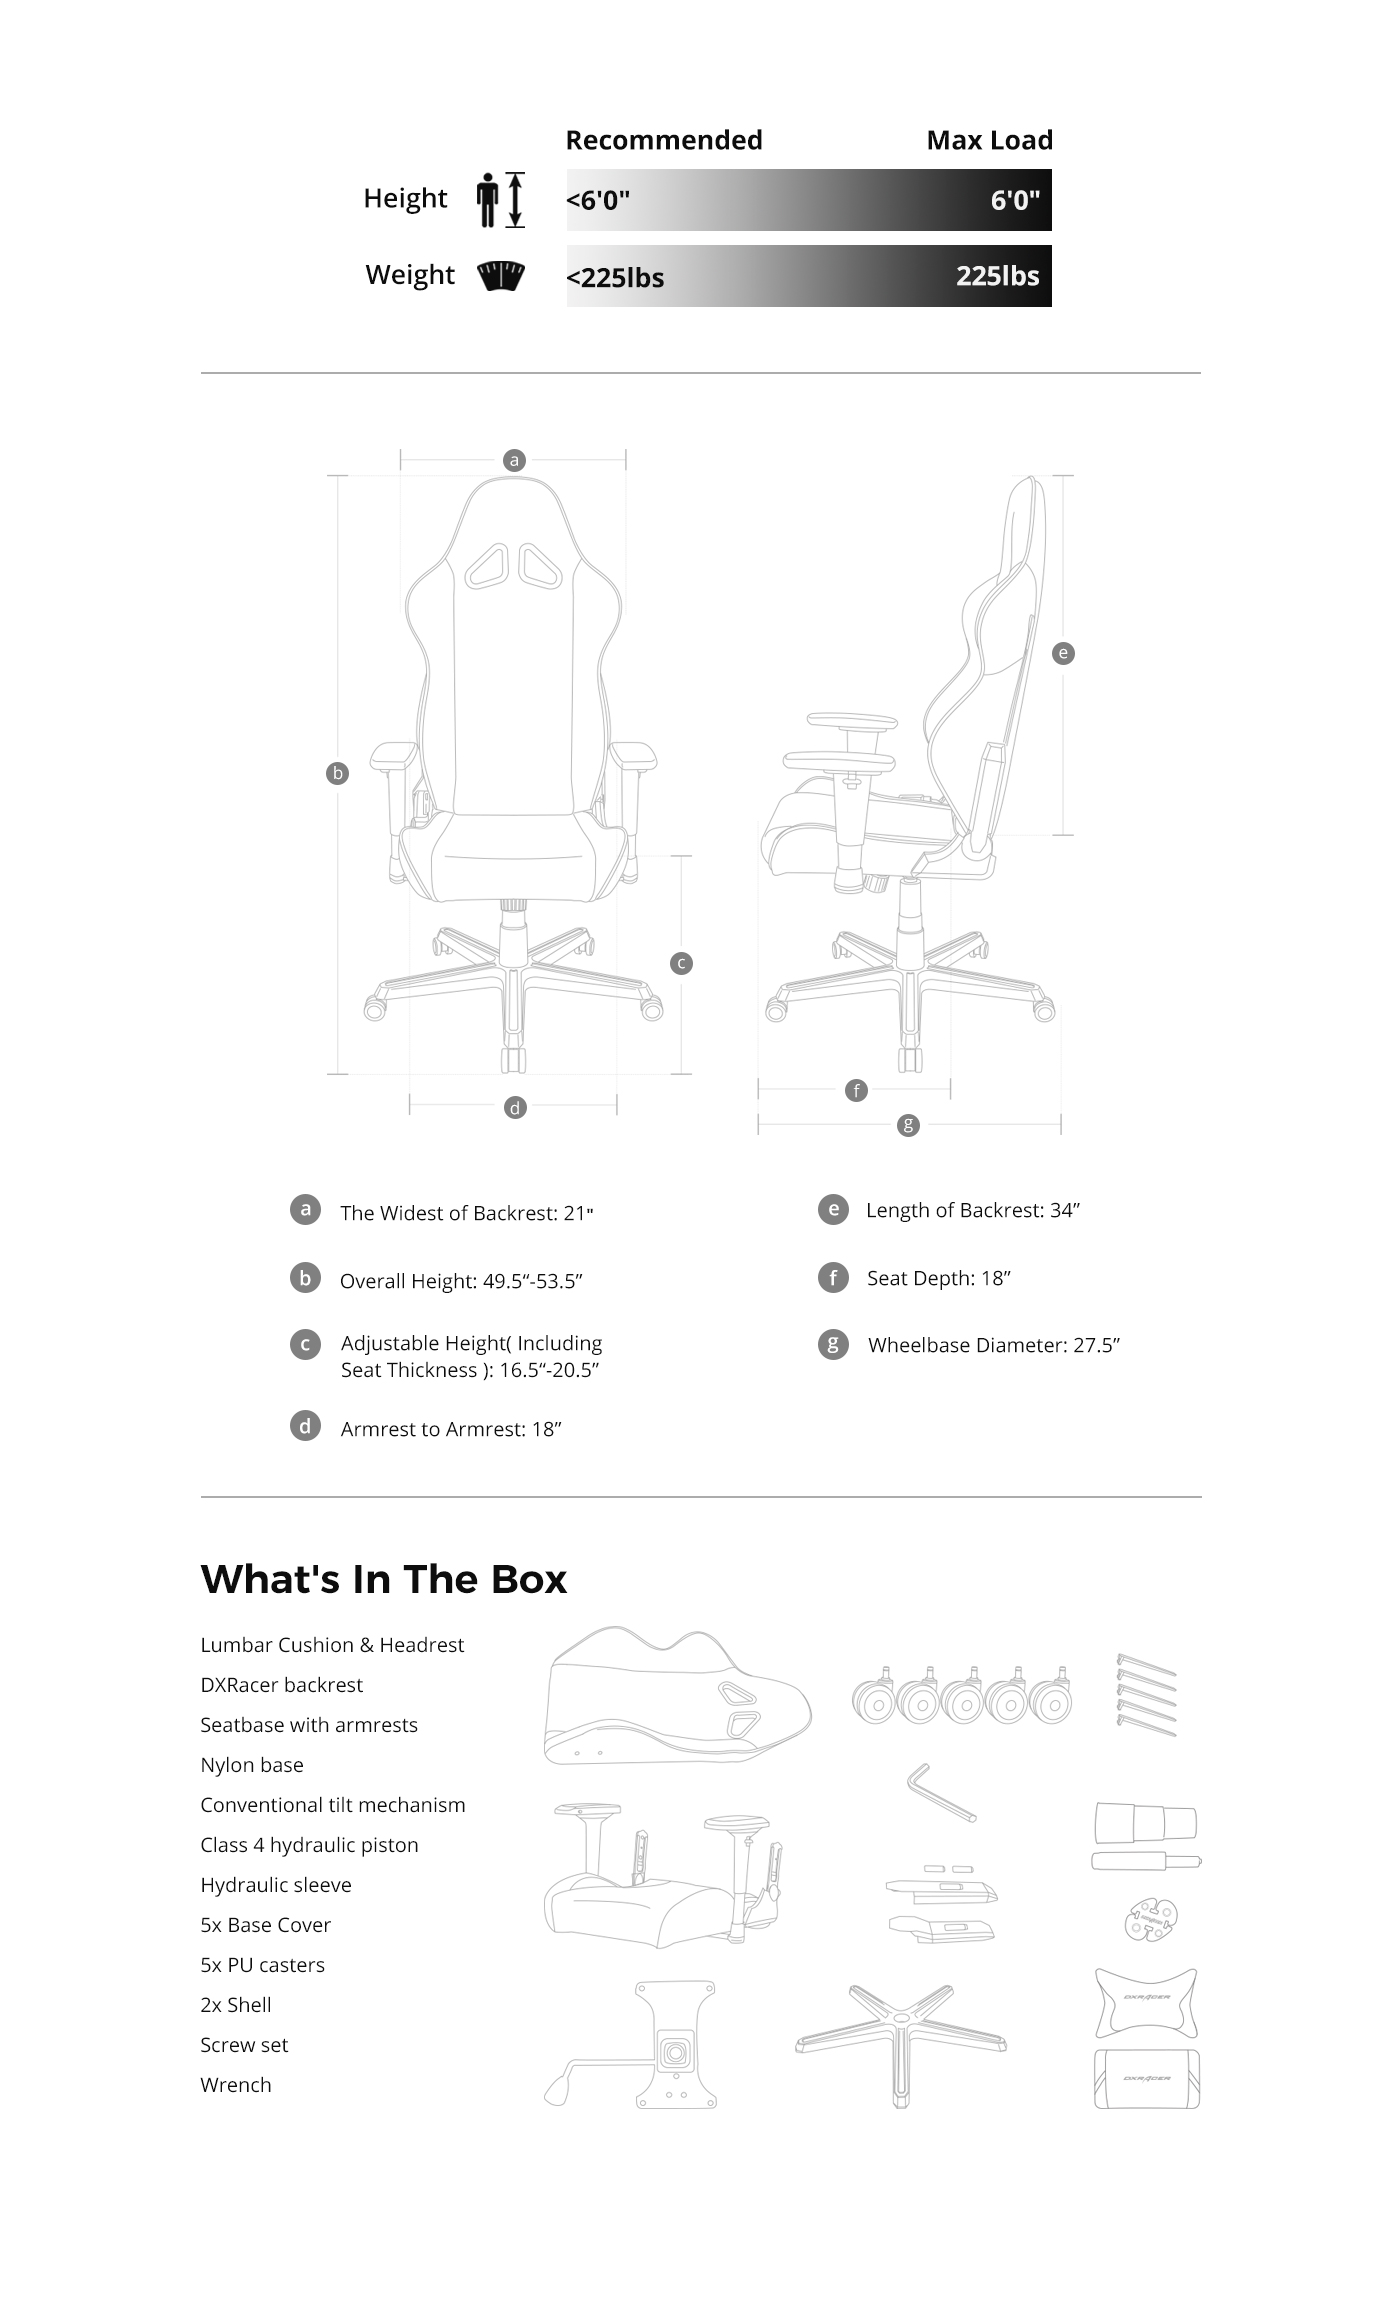 Recommended Max Load
Height <6'0" 6'0"
Weight <225lbs 225lbs
a
b
e
c
d
f
g
a The Widest of Backrest: 21"
b Overall Height: 49.5“-53.5”
c Adjustable Height( Including
Seat Thickness ): 16.5“-20.5”
d Armrest to Armrest: 18”
e Length of Backrest: 34”
f Seat Depth: 18”
g Wheelbase Diameter: 27.5”
What's In The Box
Lumbar Cushion & Headrest
DXRacer backrest
Seatbase with armrests
Nylon base
Conventional tilt mechanism
Class 4 hydraulic piston
Hydraulic sleeve
5x Base Cover
5x PU casters
2x Shell
Screw set
Wrench
DXRACER
DXRACER